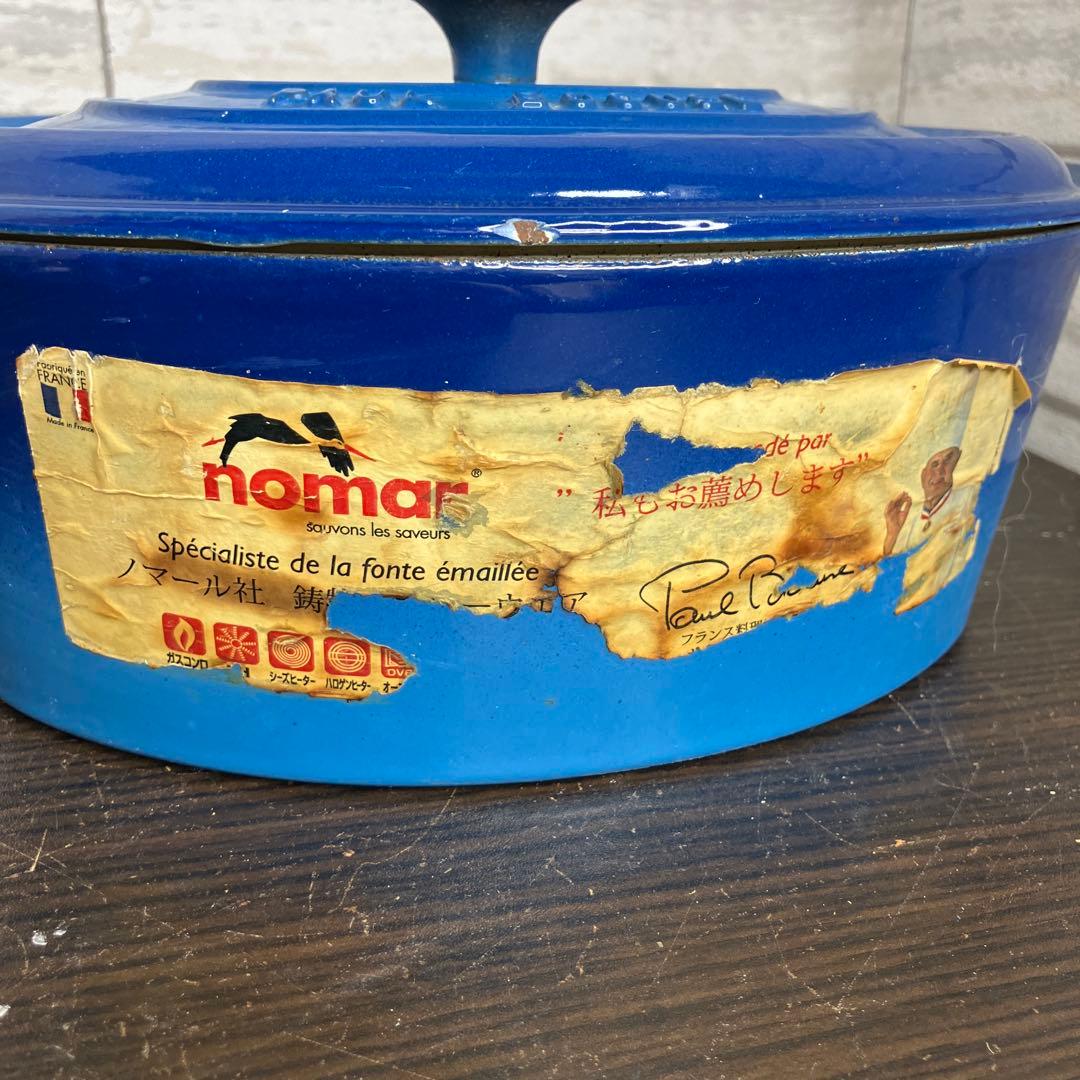 Fabriqué en
FRANCE
Made in France
nomar®
sauvons les saveurs
Spécialiste de la fonte émaillée
ノマール社 鋳
ガスコンロ
シーズヒーター
ハロゲンヒーター
オー
dé par
”私もお薦めします”
Paul Bocuse
フランス料理